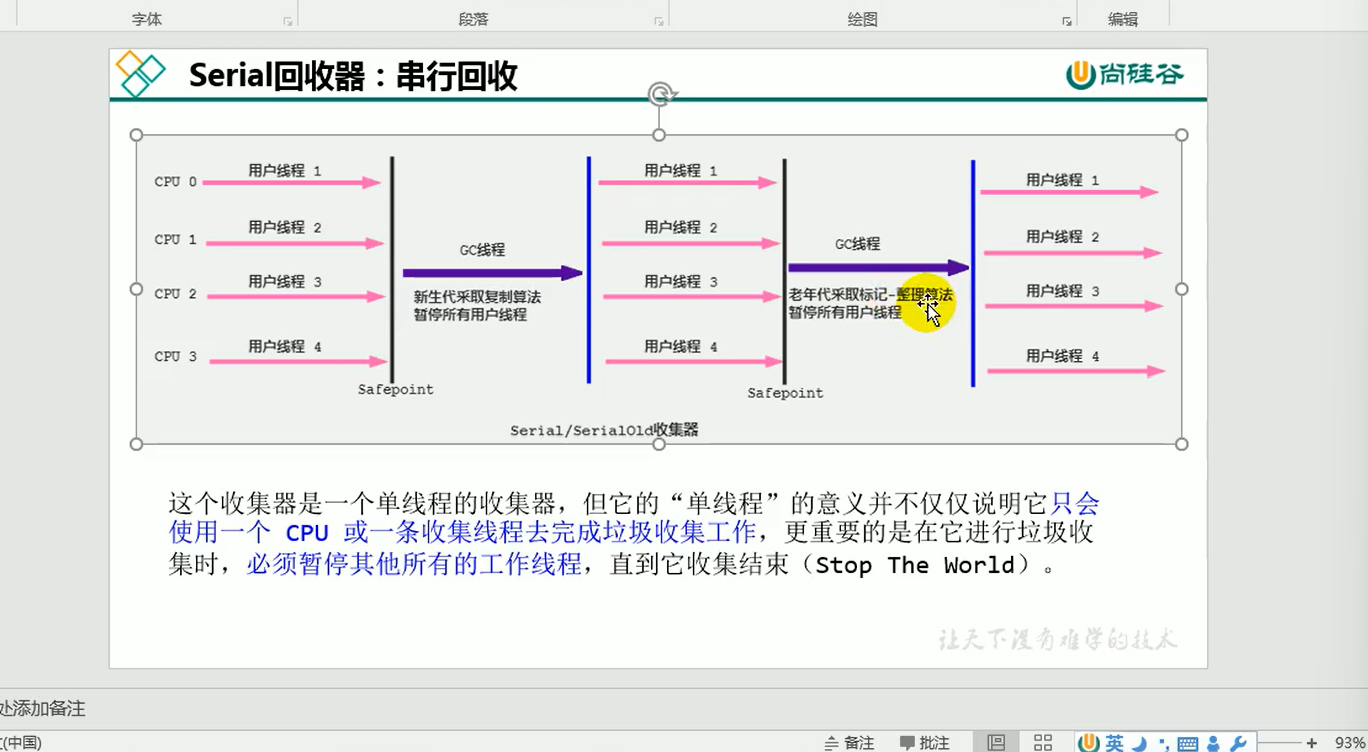 字体 段落 绘图 编辑
Serial回收器：串行回收
尚硅谷
CPU 0 用户线程 1 用户线程 1 用户线程 1
CPU 1 用户线程 2 用户线程 2 用户线程 2
GC线程 GC线程
CPU 2 用户线程 3 用户线程 3 用户线程 3
新生代采取复制算法
暂停所有用户线程
老年代采取标记-整理算法
暂停所有用户线程
CPU 3 用户线程 4 用户线程 4 用户线程 4
Safepoint Safepoint
Serial/SerialOld收集器
这个收集器是一个单线程的收集器，但它的“单线程”的意义并不仅仅说明它只会
使用一个 CPU 或一条收集线程去完成垃圾收集工作，更重要的是在它进行垃圾收
集时，必须暂停其他所有的工作线程，直到它收集结束（Stop The World）。
让天下没有难学的技术
处添加备注
(中国) 备注 批注 英 93%